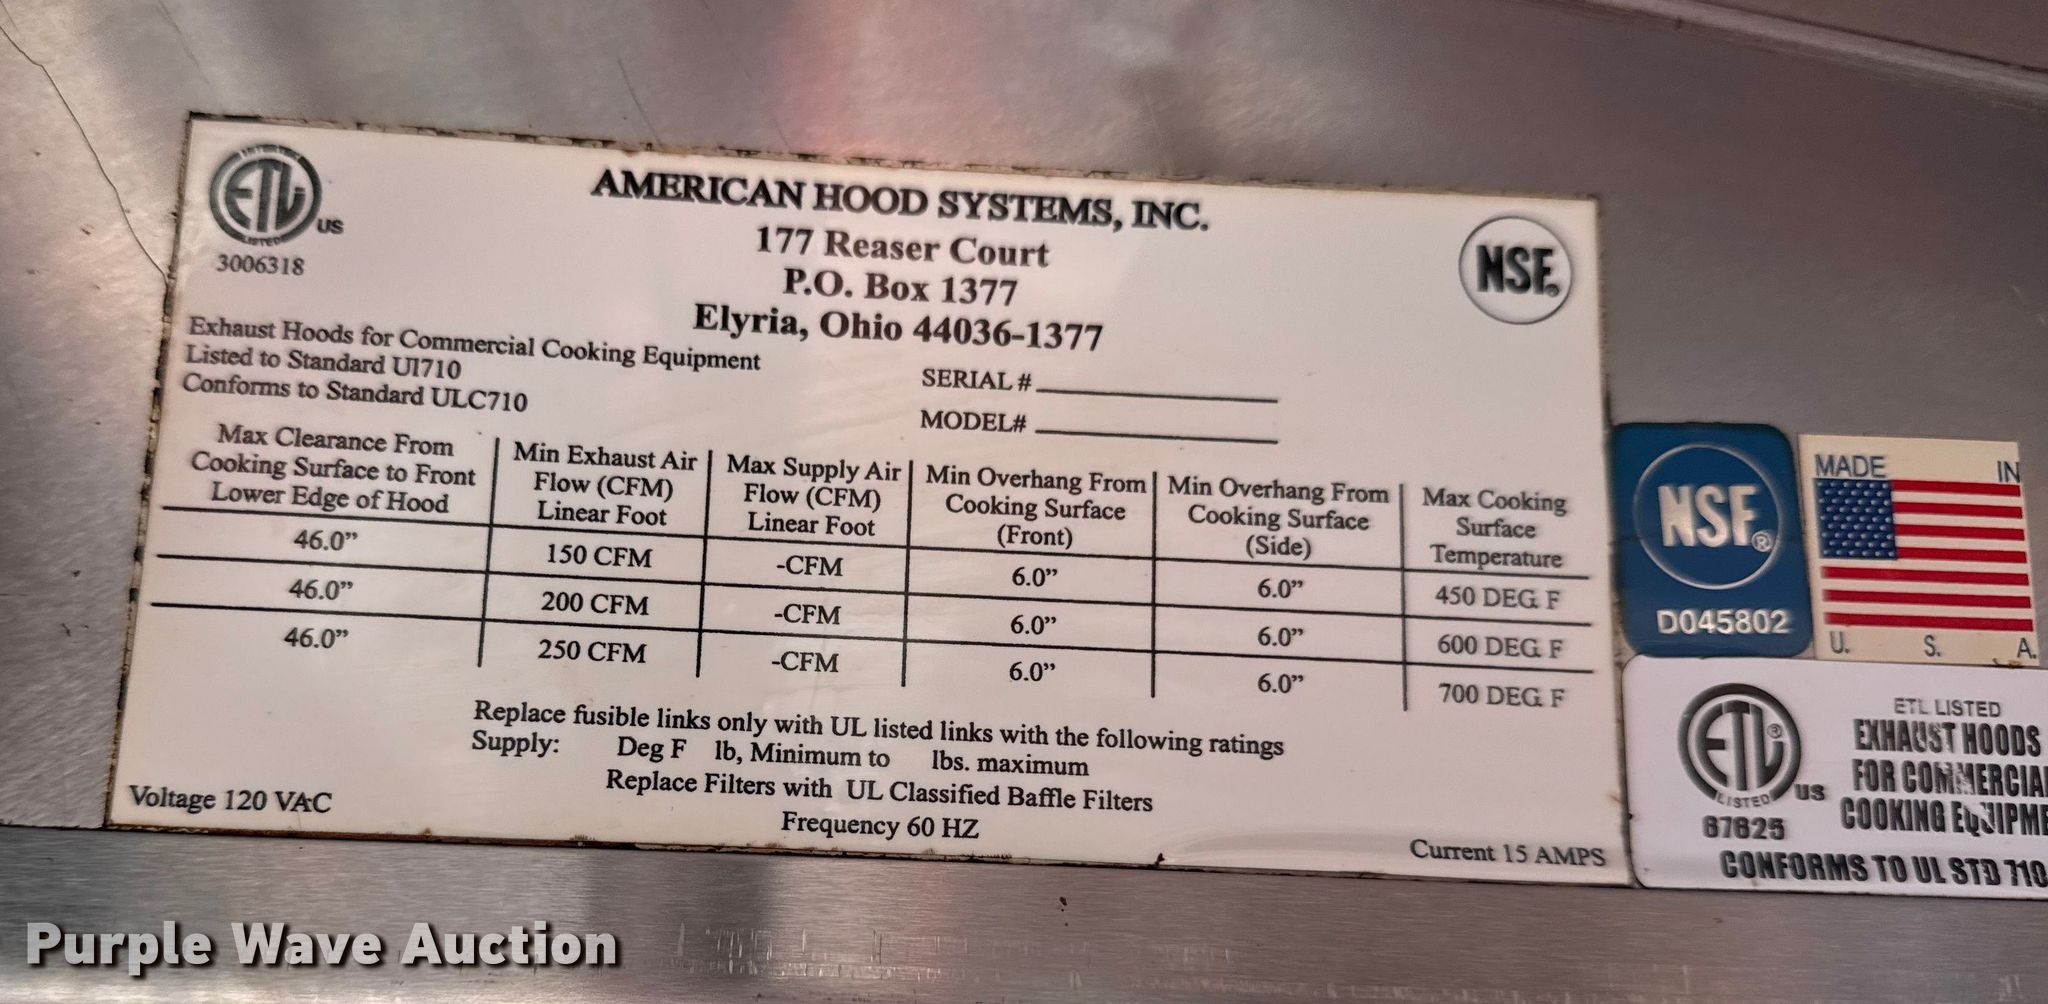 ETL
LISTED
US
3006318
AMERICAN HOOD SYSTEMS, INC.
177 Reaser Court
P.O. Box 1377
Elyria, Ohio 44036-1377
NSF®
Exhaust Hoods for Commercial Cooking Equipment
Listed to Standard Ul710
Conforms to Standard ULC710
SERIAL #
MODEL#
Max Clearance From
Cooking Surface to Front
Lower Edge of Hood
Min Exhaust Air
Flow (CFM)
Linear Foot
Max Supply Air
Flow (CFM)
Linear Foot
Min Overhang From
Cooking Surface
(Front)
Min Overhang From
Cooking Surface
(Side)
Max Cooking
Surface
Temperature
46.0” 150 CFM -CFM 6.0” 6.0” 450 DEG. F
46.0” 200 CFM -CFM 6.0” 6.0” 600 DEG. F
46.0” 250 CFM -CFM 6.0” 6.0” 700 DEG. F
Replace fusible links only with UL listed links with the following ratings
Supply: Deg F lb, Minimum to lbs. maximum
Replace Filters with UL Classified Baffle Filters
Voltage 120 VAC
Frequency 60 HZ
Current 15 AMPS
NSF®
D045802
MADE IN
U. S. A.
ETL®
LISTED
US
67625
ETL LISTED
EXHAUST HOODS
FOR COMMERCIAL
COOKING EQUIPME
CONFORMS TO UL STD 710
Purple Wave Auction